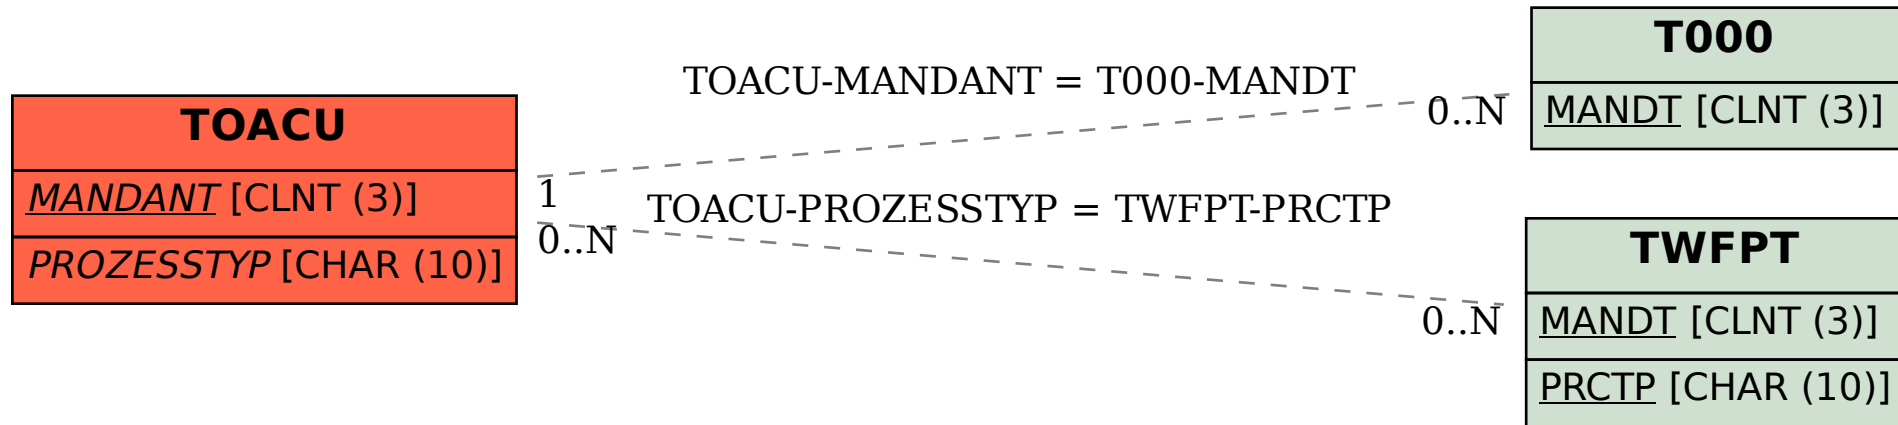 TOACU
MANDANT [CLNT (3)]
PROZESSTYP [CHAR (10)]
TOACU-MANDANT = T000-MANDT
1
0..N
TOACU-PROZESSTYP = TWFPT-PRCTP
0..N
0..N
T000
MANDT [CLNT (3)]
TWFPT
MANDT [CLNT (3)]
PRCTP [CHAR (10)]